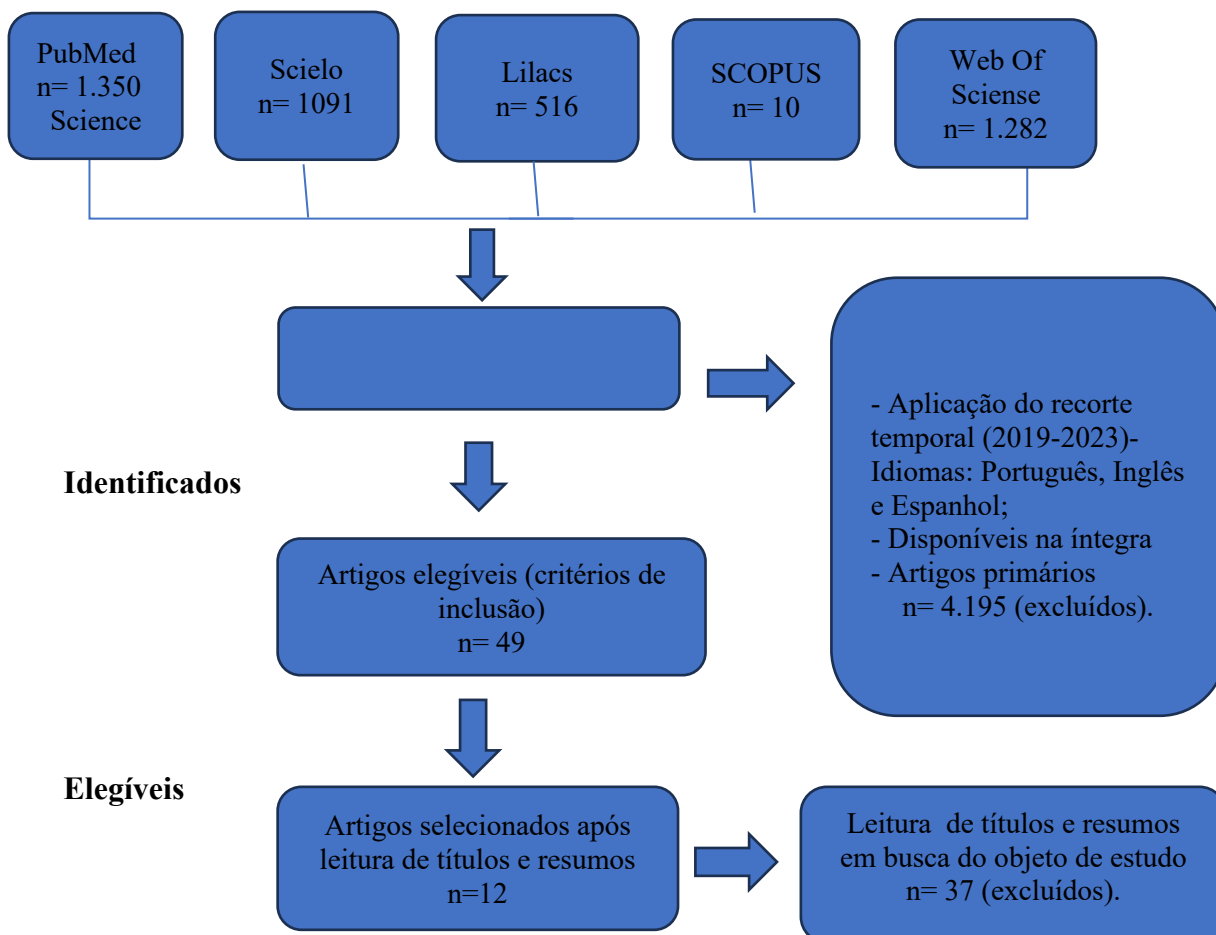 PubMed
n= 1.350
Science
Scielo
n= 1091
Lilacs
n= 516
SCOPUS
n= 10
Web Of
Sciense
n= 1.282
- Aplicação do recorte
temporal (2019-2023)-
Idiomas: Português, Inglês
e Espanhol;
- Disponíveis na íntegra
- Artigos primários
n= 4.195 (excluídos).
Identificados
Artigos elegíveis (critérios de
inclusão)
n= 49
Elegíveis
Artigos selecionados após
leitura de títulos e resumos
n=12
Leitura  de títulos e resumos
em busca do objeto de estudo
n= 37 (excluídos).